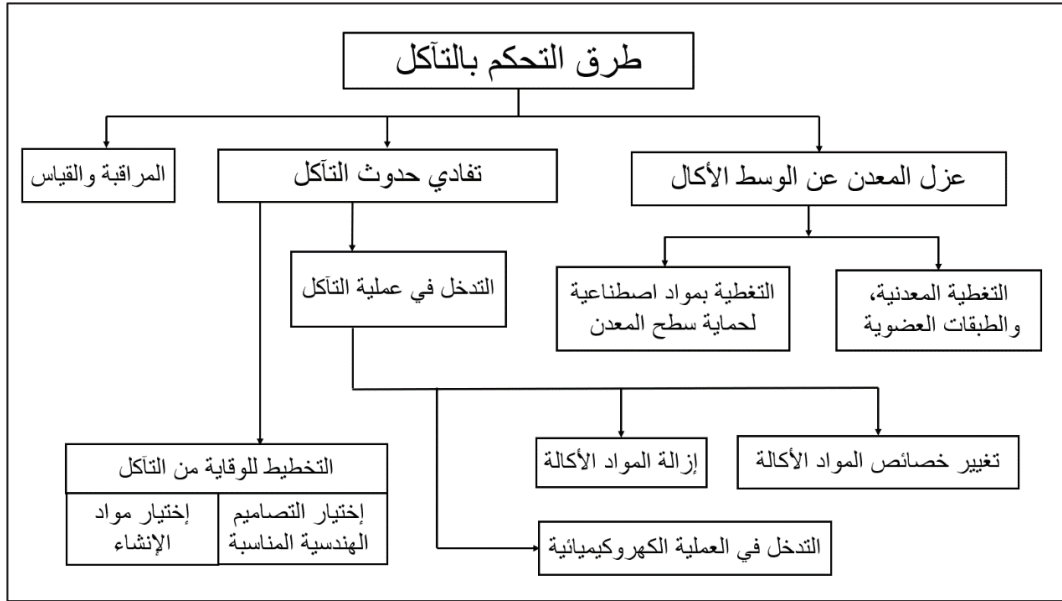 طرق التحكم بالتآكل
عزل المعدن عن الوسط الأكال
تفادي حدوث التآكل
المراقبة والقياس
التغطية المعدنية،
والطبقات العضوية
التغطية بمواد اصطناعية
لحماية سطح المعدن
التدخل في عملية التآكل
تغيير خصائص المواد الأكالة
إزالة المواد الأكالة
التدخل في العملية الكهروكيميائية
التخطيط للوقاية من التآكل
إختيار التصاميم
الهندسية المناسبة
إختيار مواد
الإنشاء